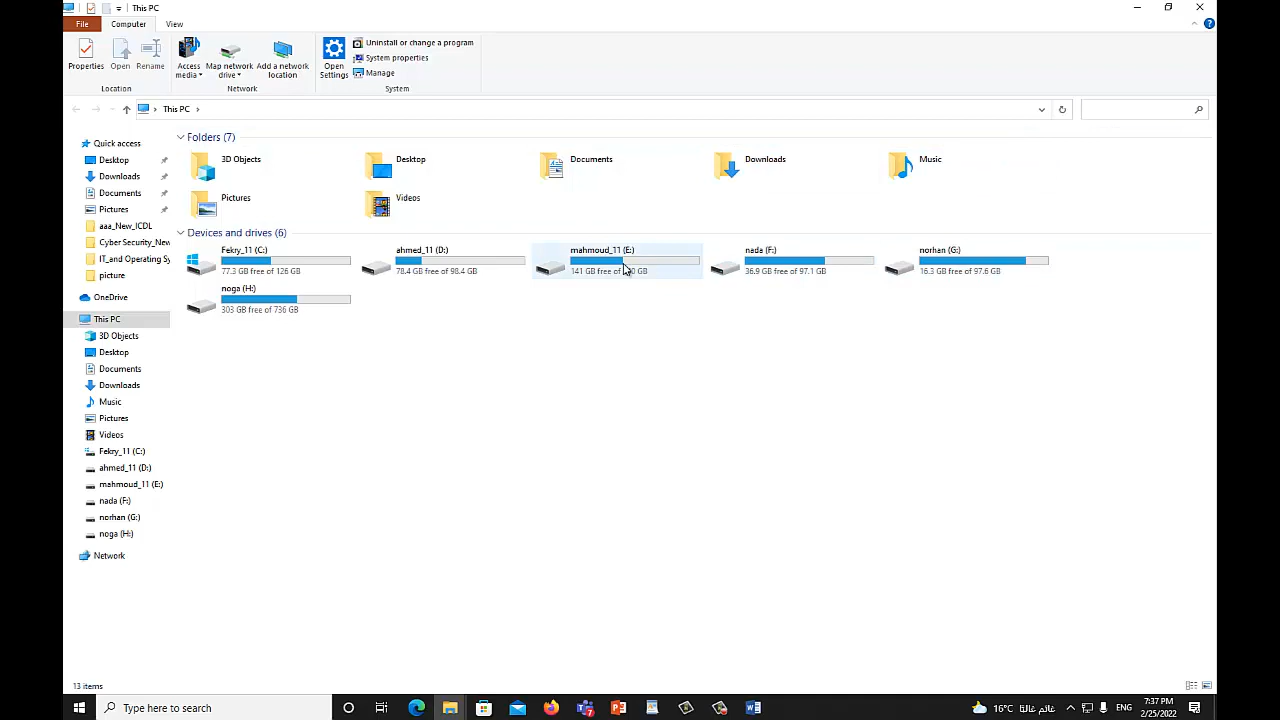 This PC
File Computer View
Properties Open Rename Access media Map network drive Add a network location Open Settings Uninstall or change a program System properties Manage
Location Network System
This PC
Quick access
Desktop
Downloads
Documents
Pictures
aaa_New_ICDL
Cyber Security_New
IT_and Operating Sy
picture
OneDrive
This PC
3D Objects
Desktop
Documents
Downloads
Music
Pictures
Videos
Fekry_11 (C:)
ahmed_11 (D:)
mahmoud_11 (E:)
nada (F:)
norhan (G:)
noga (H:)
Network
Folders (7)
3D Objects Desktop Documents Downloads Music
Pictures Videos
Devices and drives (6)
Fekry_11 (C:) ahmed_11 (D:) mahmoud_11 (E:) nada (F:) norhan (G:)
77.3 GB free of 126 GB 78.4 GB free of 98.4 GB 141 GB free of GB 36.9 GB free of 97.1 GB 16.3 GB free of 97.6 GB
noga (H:)
303 GB free of 736 GB
13 items
Type here to search
16°C غائم غالبًا ENG 7:37 PM
2/25/2022